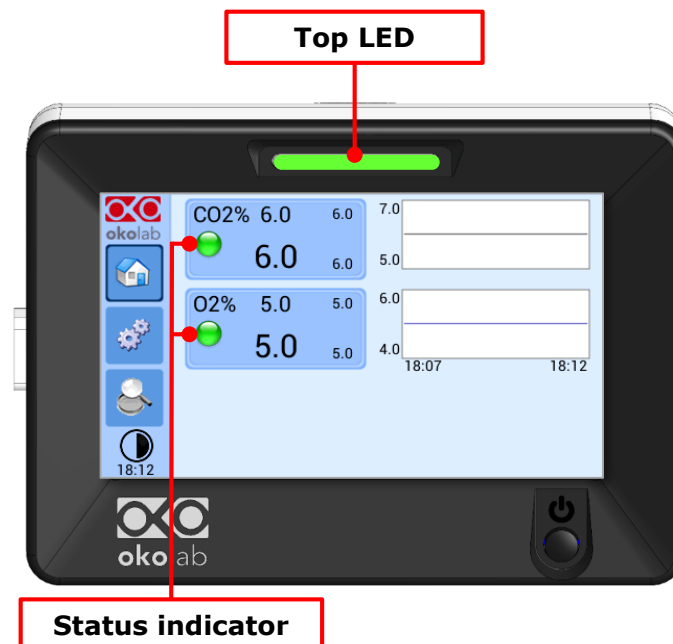 Top LED
okolab
CO2% 6.0 6.0
6.0 6.0
7.0
5.0
O2% 5.0 5.0
5.0 5.0
6.0
4.0
18:07 18:12
18:12
okolab
Status indicator